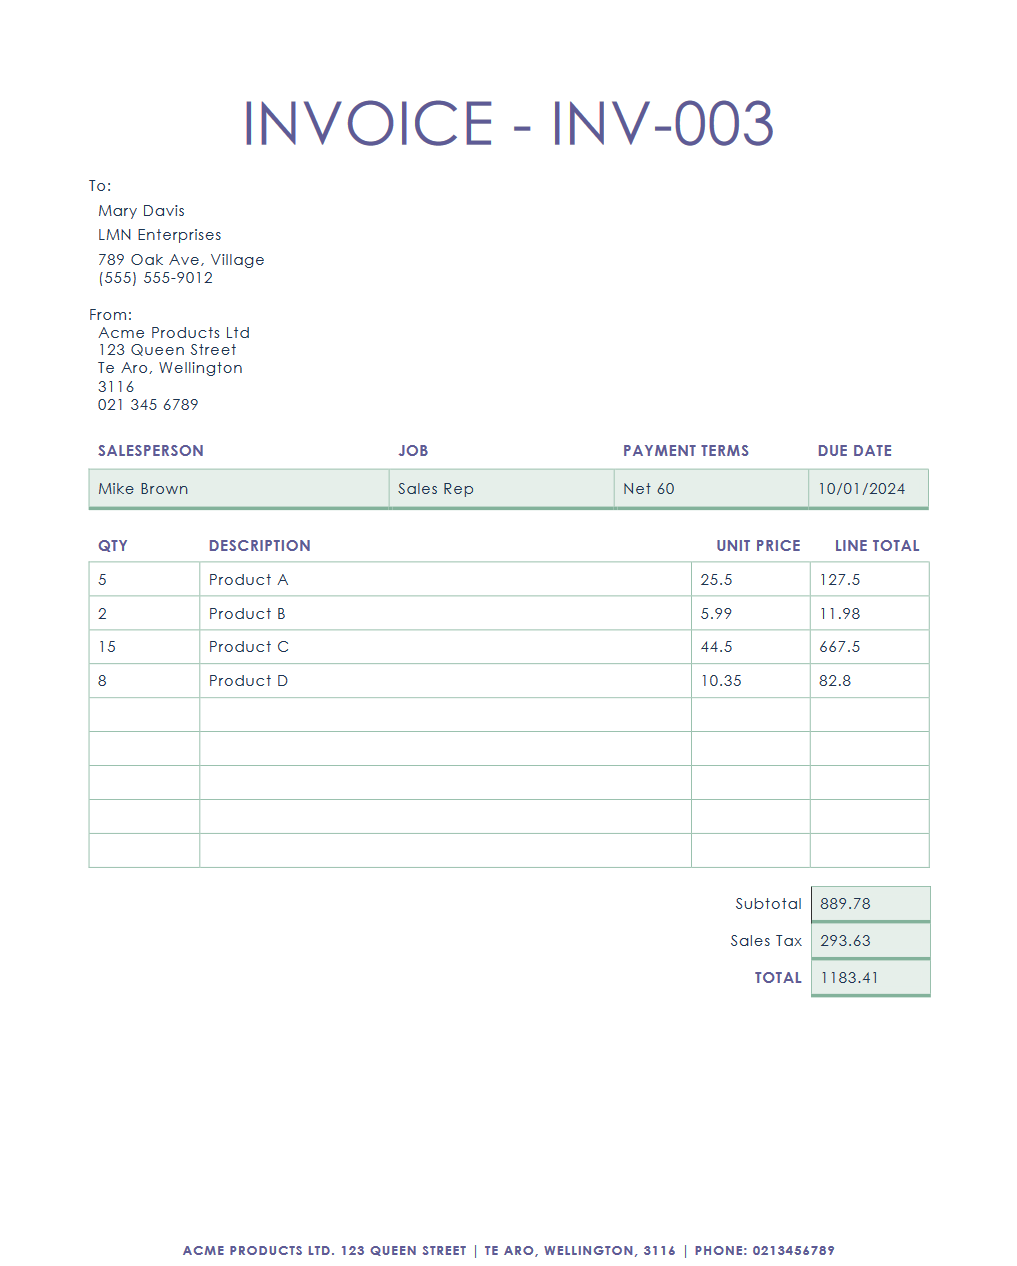 INVOICE - INV-003
To:
Mary Davis
LMN Enterprises
789 Oak Ave, Village
(555) 555-9012
From:
Acme Products Ltd
123 Queen Street
Te Aro, Wellington
3116
021 345 6789
SALESPERSON JOB PAYMENT TERMS DUE DATE
Mike Brown Sales Rep Net 60 10/01/2024
QTY DESCRIPTION UNIT PRICE LINE TOTAL
5 Product A 25.5 127.5
2 Product B 5.99 11.98
15 Product C 44.5 667.5
8 Product D 10.35 82.8
Subtotal 889.78
Sales Tax 293.63
TOTAL 1183.41
ACME PRODUCTS LTD. 123 QUEEN STREET | TE ARO, WELLINGTON, 3116 | PHONE: 0213456789